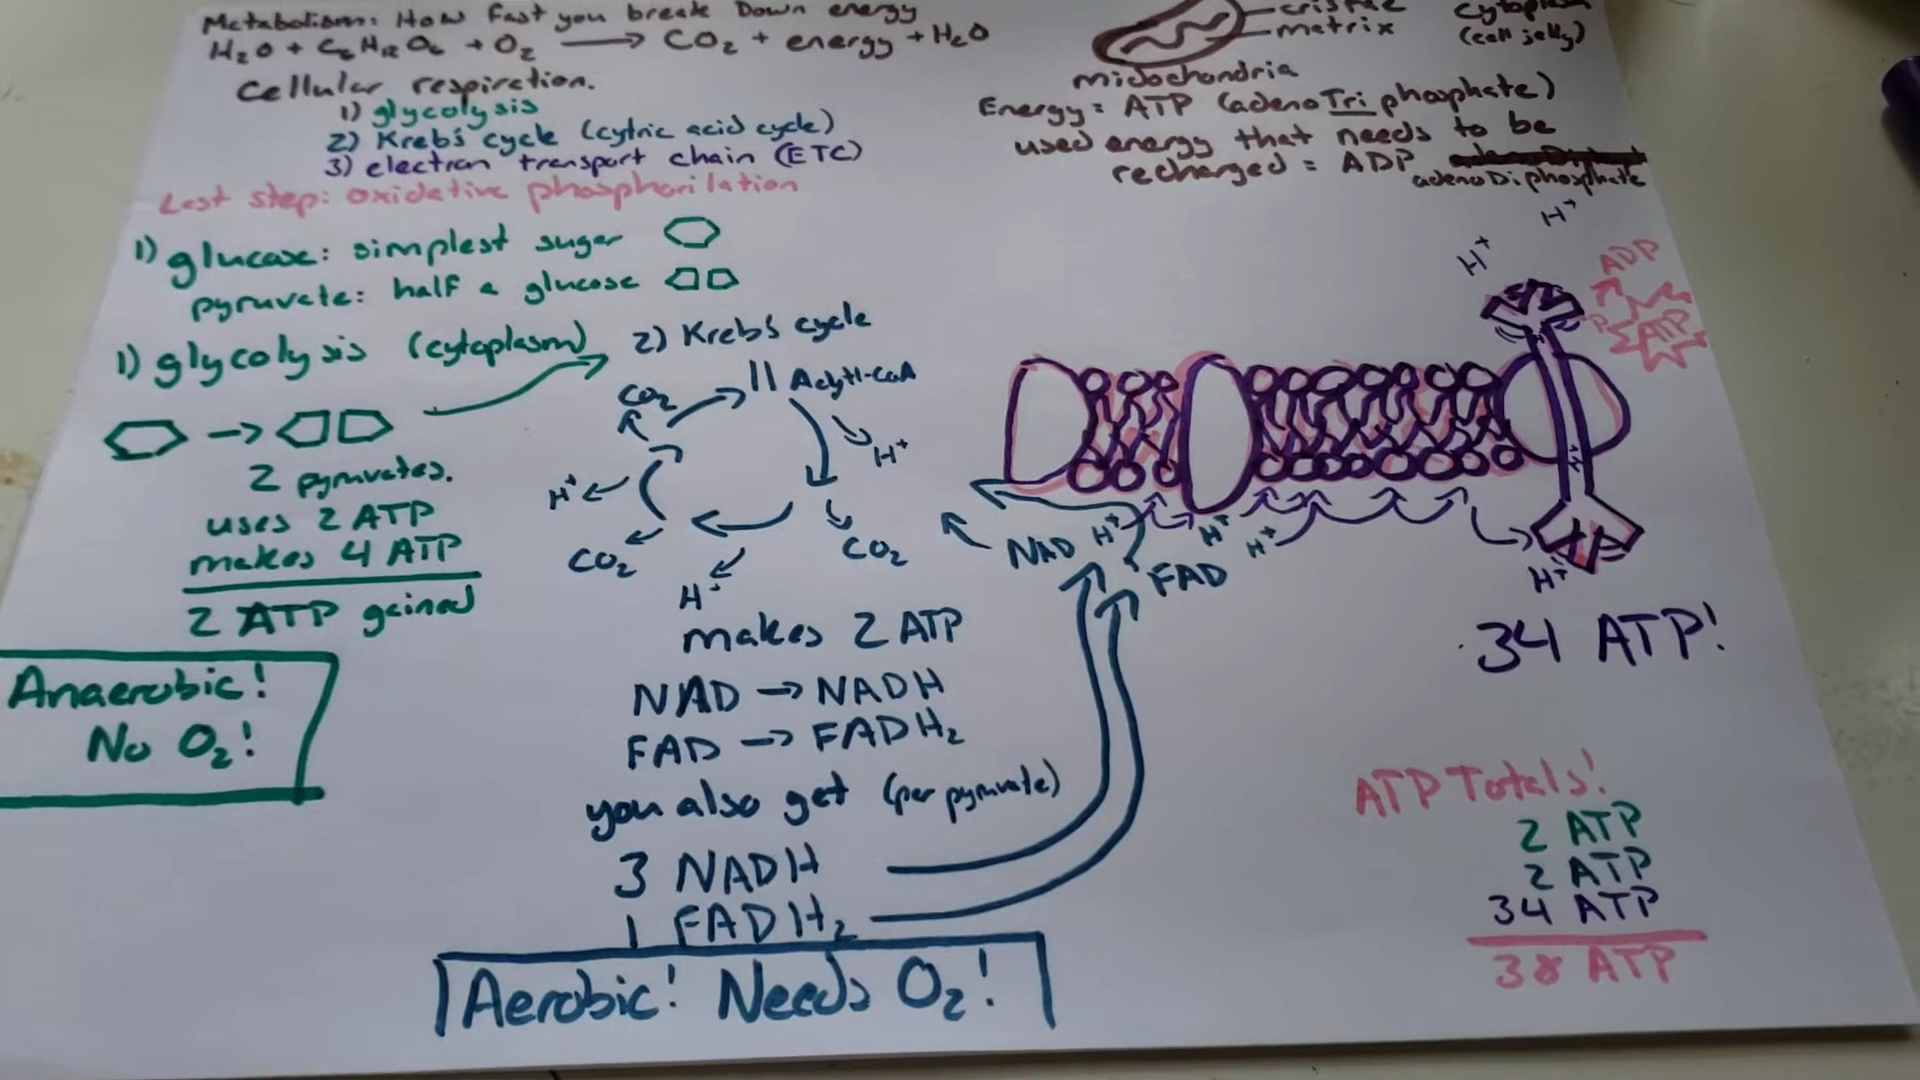 Metabolism: How fast you break Down energy
H2O + C6H12O6 + O2 → CO2 + energy + H2O
Cellular respiration.
1) glycolysis
2) Kreb's cycle (cytric acid cycle)
3) electron transport chain (ETC)
Last step: oxidative phosphorilation
cristae
matrix
cytoplasm
(cell jelly)
midochondria
Energy = ATP (adenoTriphosphate)
used energy that needs to be
recharged = ADP
adenoDiphosphate
1) glucose: simplest sugar
pyruvate: half a glucose
1) glycolysis (cytoplasm)
2 pyruvates.
uses 2 ATP
makes 4 ATP
2 ATP gained
Anaerobic!
No O2!
2) Kreb's cycle
CO2
Acetyl-CoA
H+
H+
CO2
CO2
H+
makes 2 ATP
NAD → NADH
FAD → FADH2
you also get (per pyruvate)
3 NADH
1 FADH2
Aerobic! Needs O2!
H+
H+
ADP
P
ATP
NAD
H+
FAD
H+
H+
H+
34 ATP!
ATP Totals!
2 ATP
2 ATP
34 ATP
38 ATP